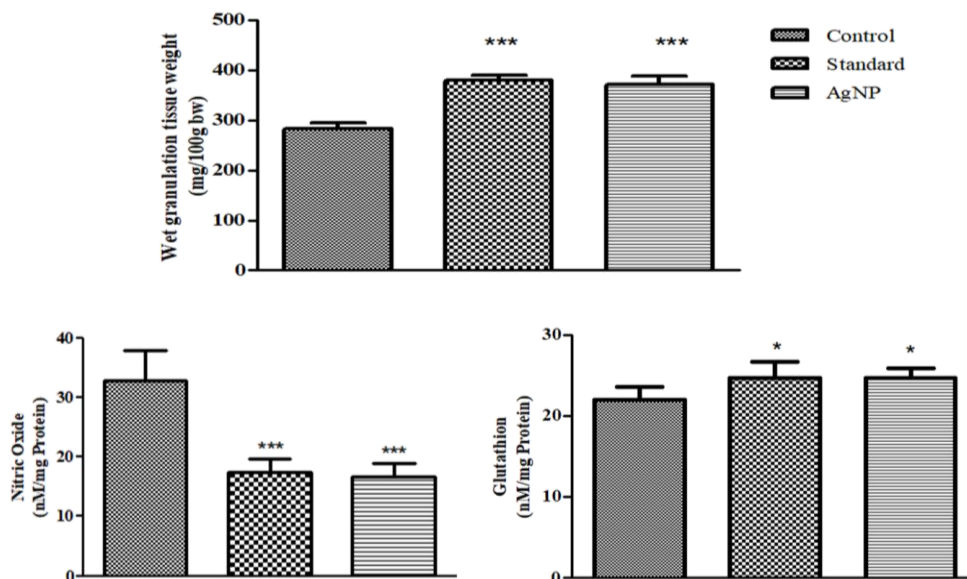 500
400
300
200
100
0
Wet granulation tissue weight
(mg/100g bw)
***
***
Control
Standard
AgNP
40
30
20
10
0
Nitric Oxide
(nM/mg Protein)
***
***
30
20
10
0
Glutathion
(nM/mg Protein)
*
*